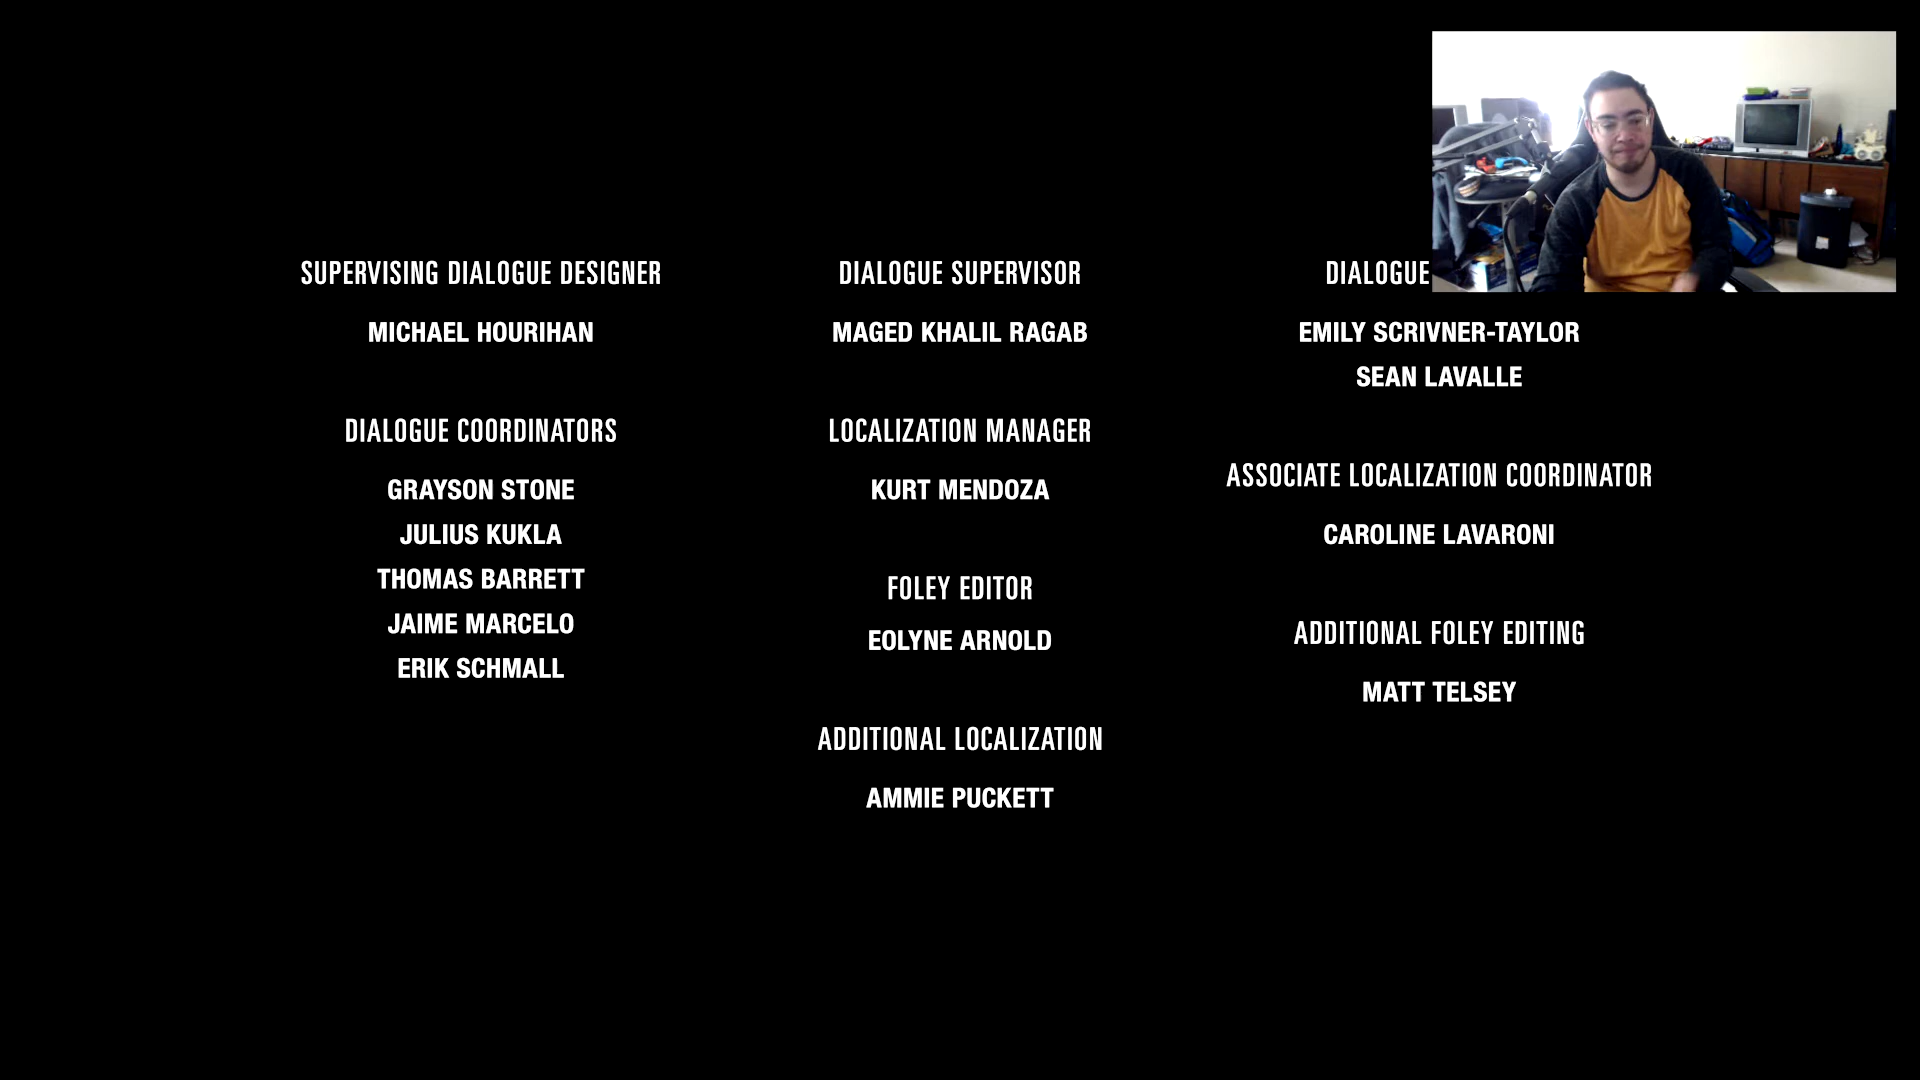 SUPERVISING DIALOGUE DESIGNER
MICHAEL HOURIHAN
DIALOGUE COORDINATORS
GRAYSON STONE
JULIUS KUKLA
THOMAS BARRETT
JAIME MARCELO
ERIK SCHMALL
DIALOGUE SUPERVISOR
MAGED KHALIL RAGAB
LOCALIZATION MANAGER
KURT MENDOZA
FOLEY EDITOR
EOLYNE ARNOLD
ADDITIONAL LOCALIZATION
AMMIE PUCKETT
DIALOGUE
EMILY SCRIVNER-TAYLOR
SEAN LAVALLE
ASSOCIATE LOCALIZATION COORDINATOR
CAROLINE LAVARONI
ADDITIONAL FOLEY EDITING
MATT TELSEY